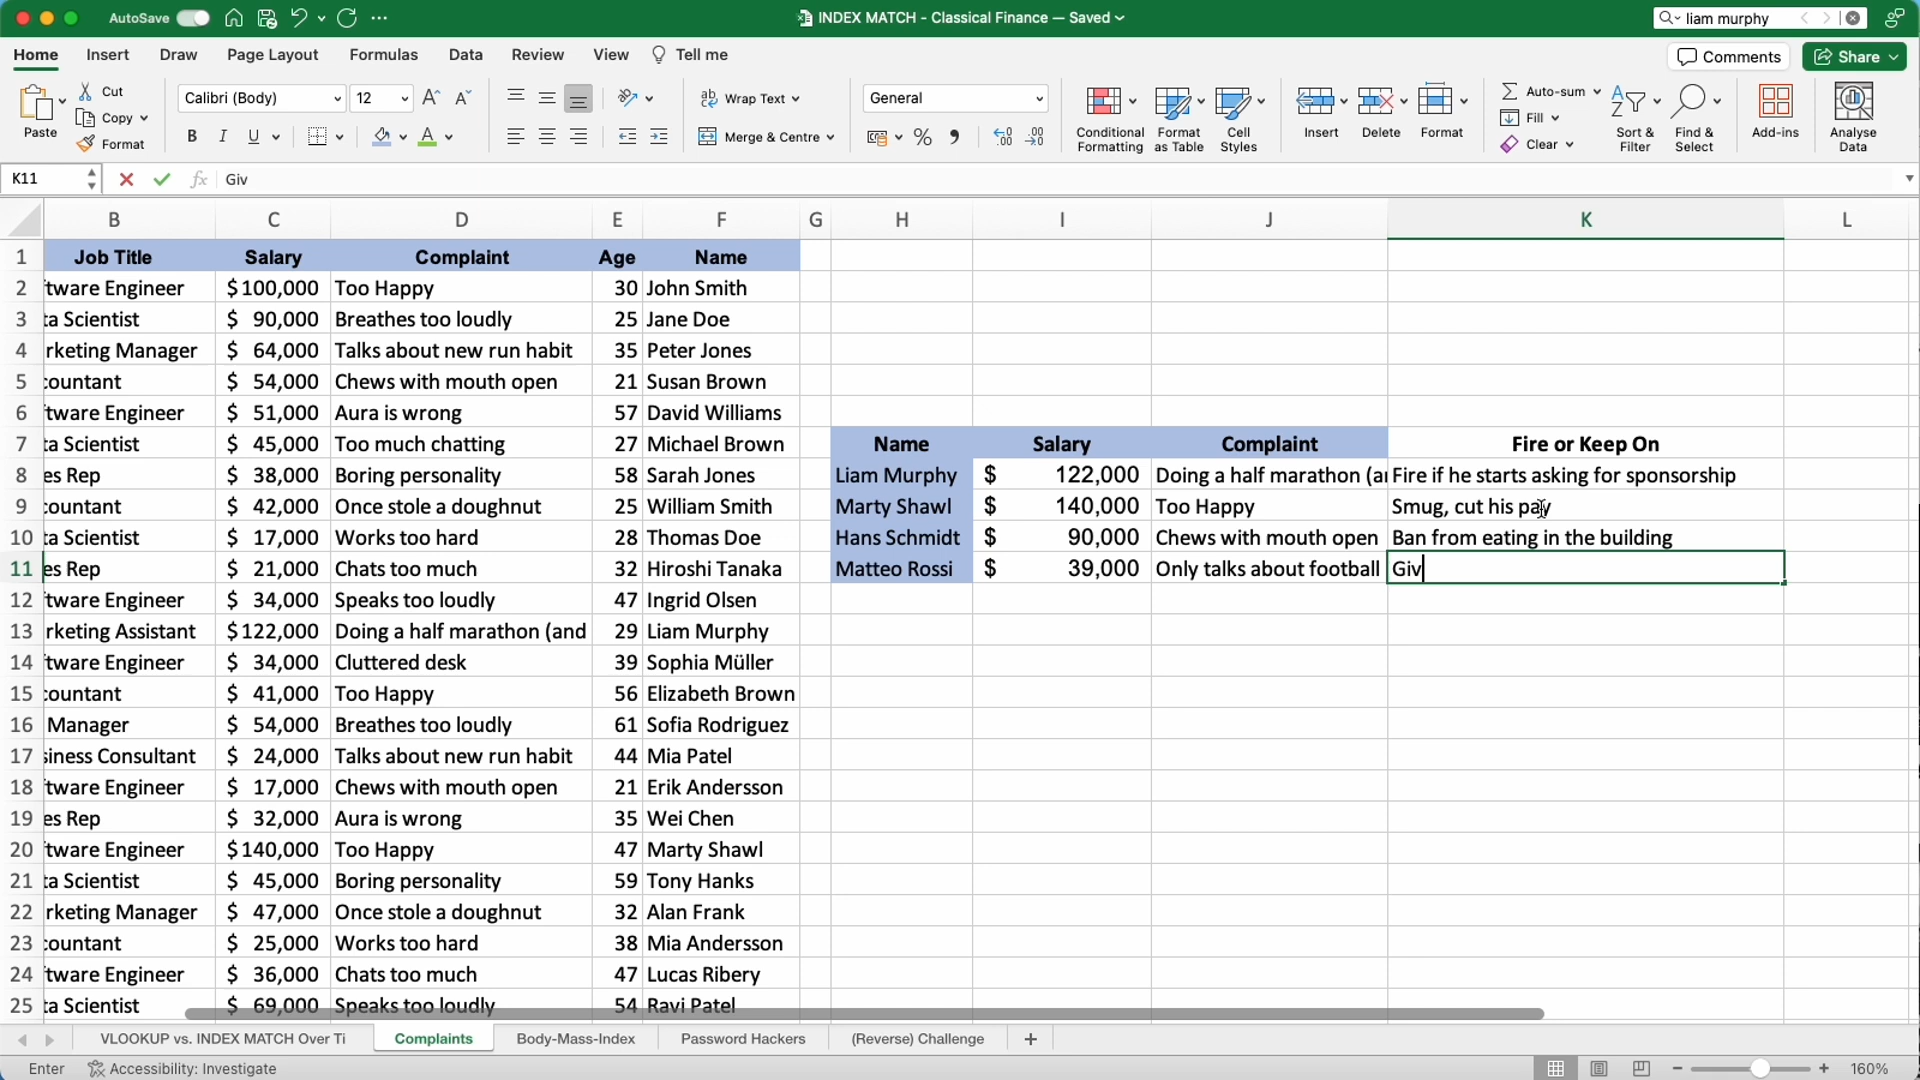 AutoSave
INDEX MATCH - Classical Finance — Saved
liam murphy
Home Insert Draw Page Layout Formulas Data Review View Tell me
Comments Share
Paste Cut Copy Format
Calibri (Body) 12
B I U
Wrap Text
Merge & Centre
General
Conditional Formatting
Format as Table
Cell Styles
Insert Delete Format
Auto-sum Fill Clear
Sort & Filter
Find & Select
Add-ins
Analyse Data
K11 fx Giv
B C D E F G H I J K L
1 Job Title Salary Complaint Age Name
2 tware Engineer $100,000 Too Happy 30 John Smith
3 ta Scientist $ 90,000 Breathes too loudly 25 Jane Doe
4 rketing Manager $ 64,000 Talks about new run habit 35 Peter Jones
5 countant $ 54,000 Chews with mouth open 21 Susan Brown
6 tware Engineer $ 51,000 Aura is wrong 57 David Williams
7 ta Scientist $ 45,000 Too much chatting 27 Michael Brown Name Salary Complaint Fire or Keep On
8 es Rep $ 38,000 Boring personality 58 Sarah Jones Liam Murphy $ 122,000 Doing a half marathon (a Fire if he starts asking for sponsorship
9 countant $ 42,000 Once stole a doughnut 25 William Smith Marty Shawl $ 140,000 Too Happy Smug, cut his pay
10 ta Scientist $ 17,000 Works too hard 28 Thomas Doe Hans Schmidt $ 90,000 Chews with mouth open Ban from eating in the building
11 es Rep $ 21,000 Chats too much 32 Hiroshi Tanaka Matteo Rossi $ 39,000 Only talks about football Giv
12 tware Engineer $ 34,000 Speaks too loudly 47 Ingrid Olsen
13 rketing Assistant $122,000 Doing a half marathon (and 29 Liam Murphy
14 tware Engineer $ 34,000 Cluttered desk 39 Sophia Müller
15 countant $ 41,000 Too Happy 56 Elizabeth Brown
16 Manager $ 54,000 Breathes too loudly 61 Sofia Rodriguez
17 siness Consultant $ 24,000 Talks about new run habit 44 Mia Patel
18 tware Engineer $ 17,000 Chews with mouth open 21 Erik Andersson
19 es Rep $ 32,000 Aura is wrong 35 Wei Chen
20 tware Engineer $140,000 Too Happy 47 Marty Shawl
21 ta Scientist $ 45,000 Boring personality 59 Tony Hanks
22 rketing Manager $ 47,000 Once stole a doughnut 32 Alan Frank
23 countant $ 25,000 Works too hard 38 Mia Andersson
24 tware Engineer $ 36,000 Chats too much 47 Lucas Ribery
25 ta Scientist $ 69,000 Speaks too loudly 54 Ravi Patel
VLOOKUP vs. INDEX MATCH Over Ti Complaints Body-Mass-Index Password Hackers (Reverse) Challenge +
Enter Accessibility: Investigate
160%